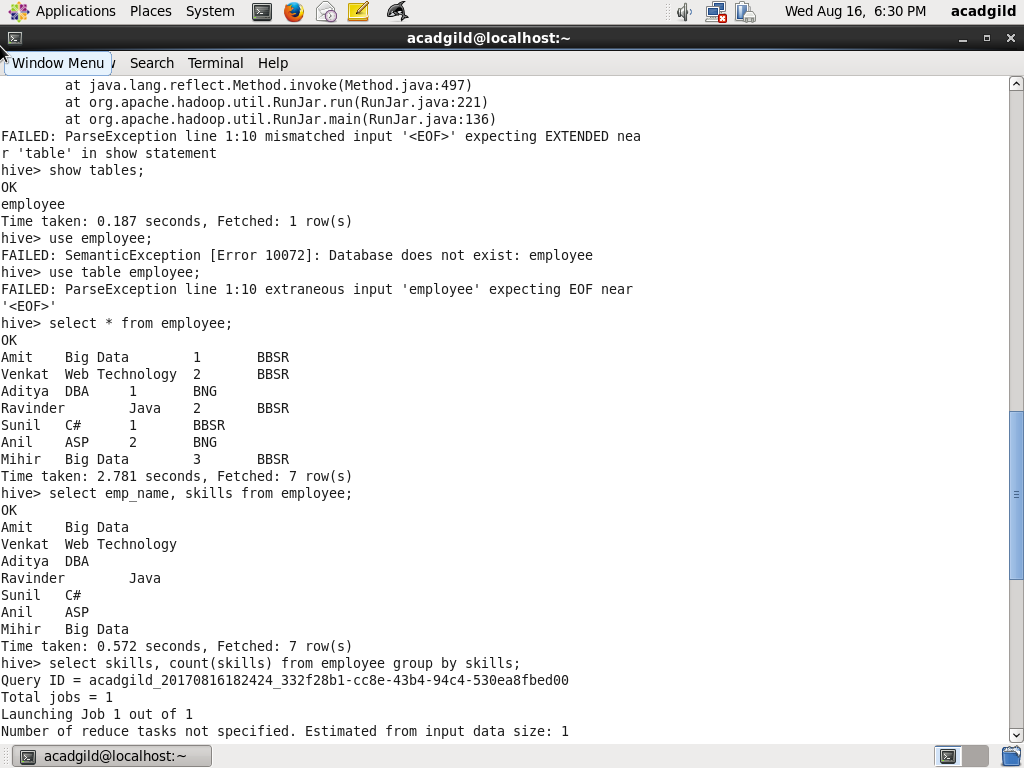 Applications Places System Wed Aug 16, 6:30 PM acadgild
acadgild@localhost:~
Window Menu Search Terminal Help
at java.lang.reflect.Method.invoke(Method.java:497)
at org.apache.hadoop.util.RunJar.run(RunJar.java:221)
at org.apache.hadoop.util.RunJar.main(RunJar.java:136)
FAILED: ParseException line 1:10 mismatched input '<EOF>' expecting EXTENDED nea
r 'table' in show statement
hive> show tables;
OK
employee
Time taken: 0.187 seconds, Fetched: 1 row(s)
hive> use employee;
FAILED: SemanticException [Error 10072]: Database does not exist: employee
hive> use table employee;
FAILED: ParseException line 1:10 extraneous input 'employee' expecting EOF near
'<EOF>'
hive> select * from employee;
OK
Amit Big Data 1 BBSR
Venkat Web Technology 2 BBSR
Aditya DBA 1 BNG
Ravinder Java 2 BBSR
Sunil C# 1 BBSR
Anil ASP 2 BNG
Mihir Big Data 3 BBSR
Time taken: 2.781 seconds, Fetched: 7 row(s)
hive> select emp_name, skills from employee;
OK
Amit Big Data
Venkat Web Technology
Aditya DBA
Ravinder Java
Sunil C#
Anil ASP
Mihir Big Data
Time taken: 0.572 seconds, Fetched: 7 row(s)
hive> select skills, count(skills) from employee group by skills;
Query ID = acadgild_20170816182424_332f28b1-cc8e-43b4-94c4-530ea8fbed00
Total jobs = 1
Launching Job 1 out of 1
Number of reduce tasks not specified. Estimated from input data size: 1
acadgild@localhost:~